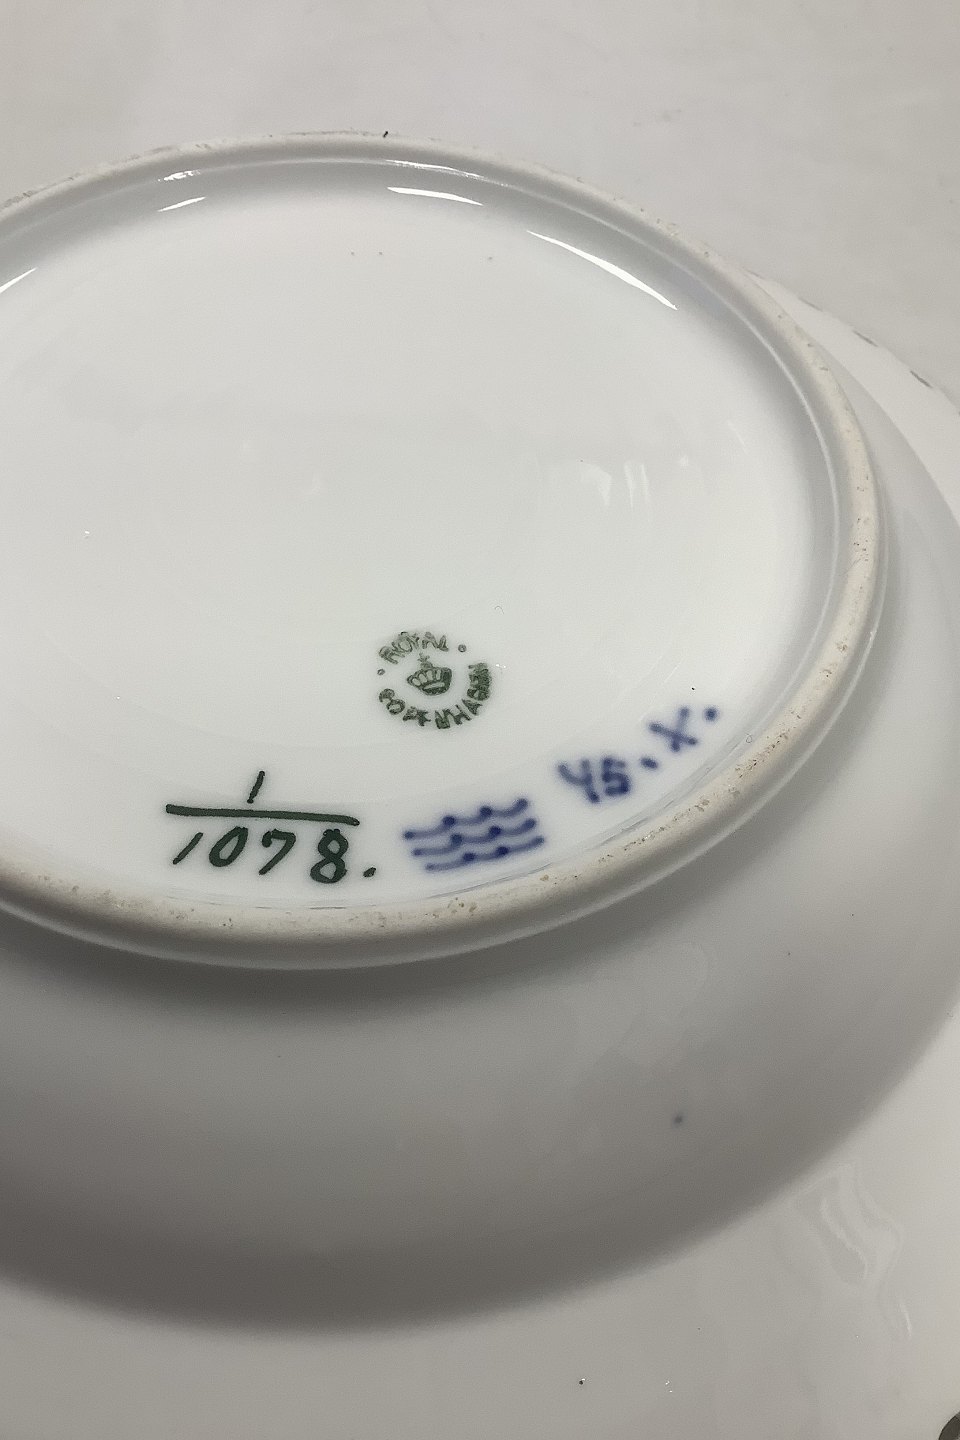 ROYAL
COPENHAGEN
1
1078.
45.X.